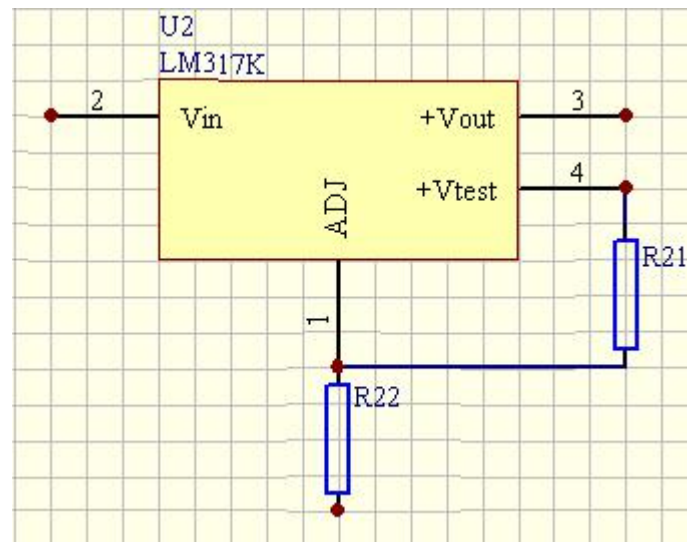 U2
LM317K
2
Vin
+Vout
3
+Vtest
4
ADJ
1
R21
R22